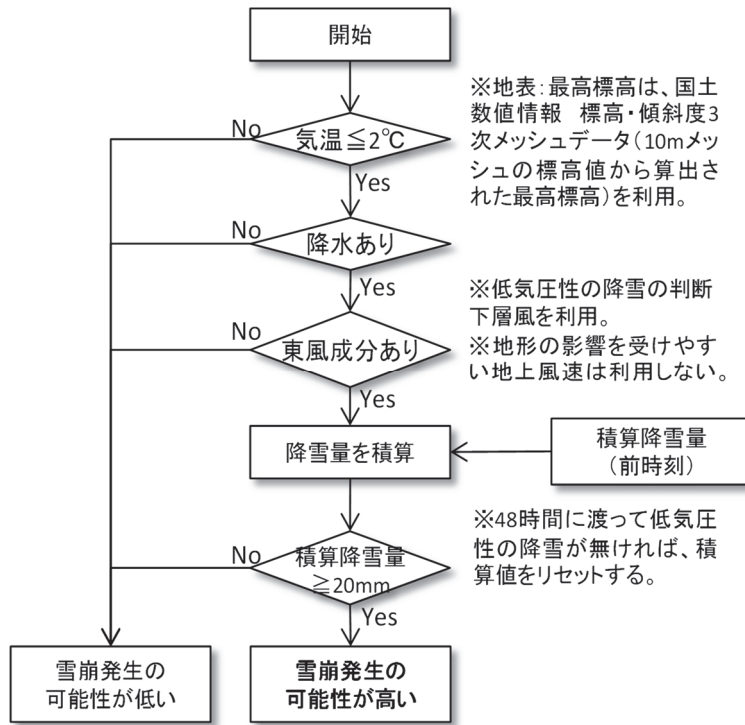 開始
※地表：最高標高は、国土
数値情報　標高・傾斜度3
次メッシュデータ（10mメッ
シュの標高値から算出さ
れた最高標高）を利用。
No
気温≦2℃
Yes
No
降水あり
Yes
※低気圧性の降雪の判断
下層風を利用。
※地形の影響を受けやす
い地上風速は利用しない。
No
東風成分あり
Yes
降雪量を積算
積算降雪量
（前時刻）
※48時間に渡って低気圧
性の降雪が無ければ、積
算値をリセットする。
No
積算降雪量
≧20mm
Yes
雪崩発生の
可能性が低い
雪崩発生の
可能性が高い